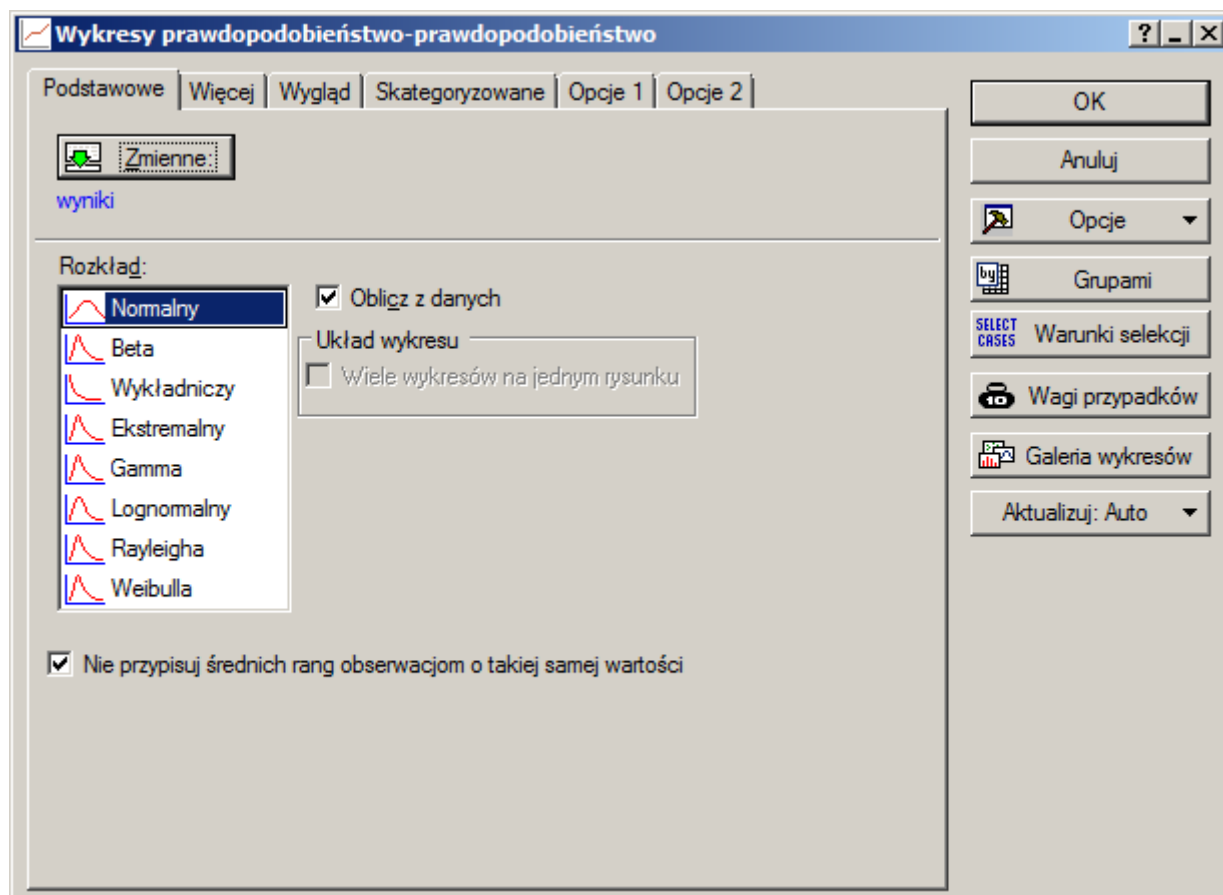 Wykresy prawdopodobieństwo-prawdopodobieństwo
Podstawowe Więcej Wygląd Skategoryzowane Opcje 1 Opcje 2
Zmienne:
wyniki
Rozkład:
Normalny
Beta
Wykładniczy
Ekstremalny
Gamma
Lognormalny
Rayleigha
Weibulla
Oblicz z danych
Układ wykresu
Wiele wykresów na jednym rysunku
Nie przypisuj średnich rang obserwacjom o takiej samej wartości
OK
Anuluj
Opcje
by Grupami
SELECT CASES Warunki selekcji
10 Wagi przypadków
Galeria wykresów
Aktualizuj: Auto